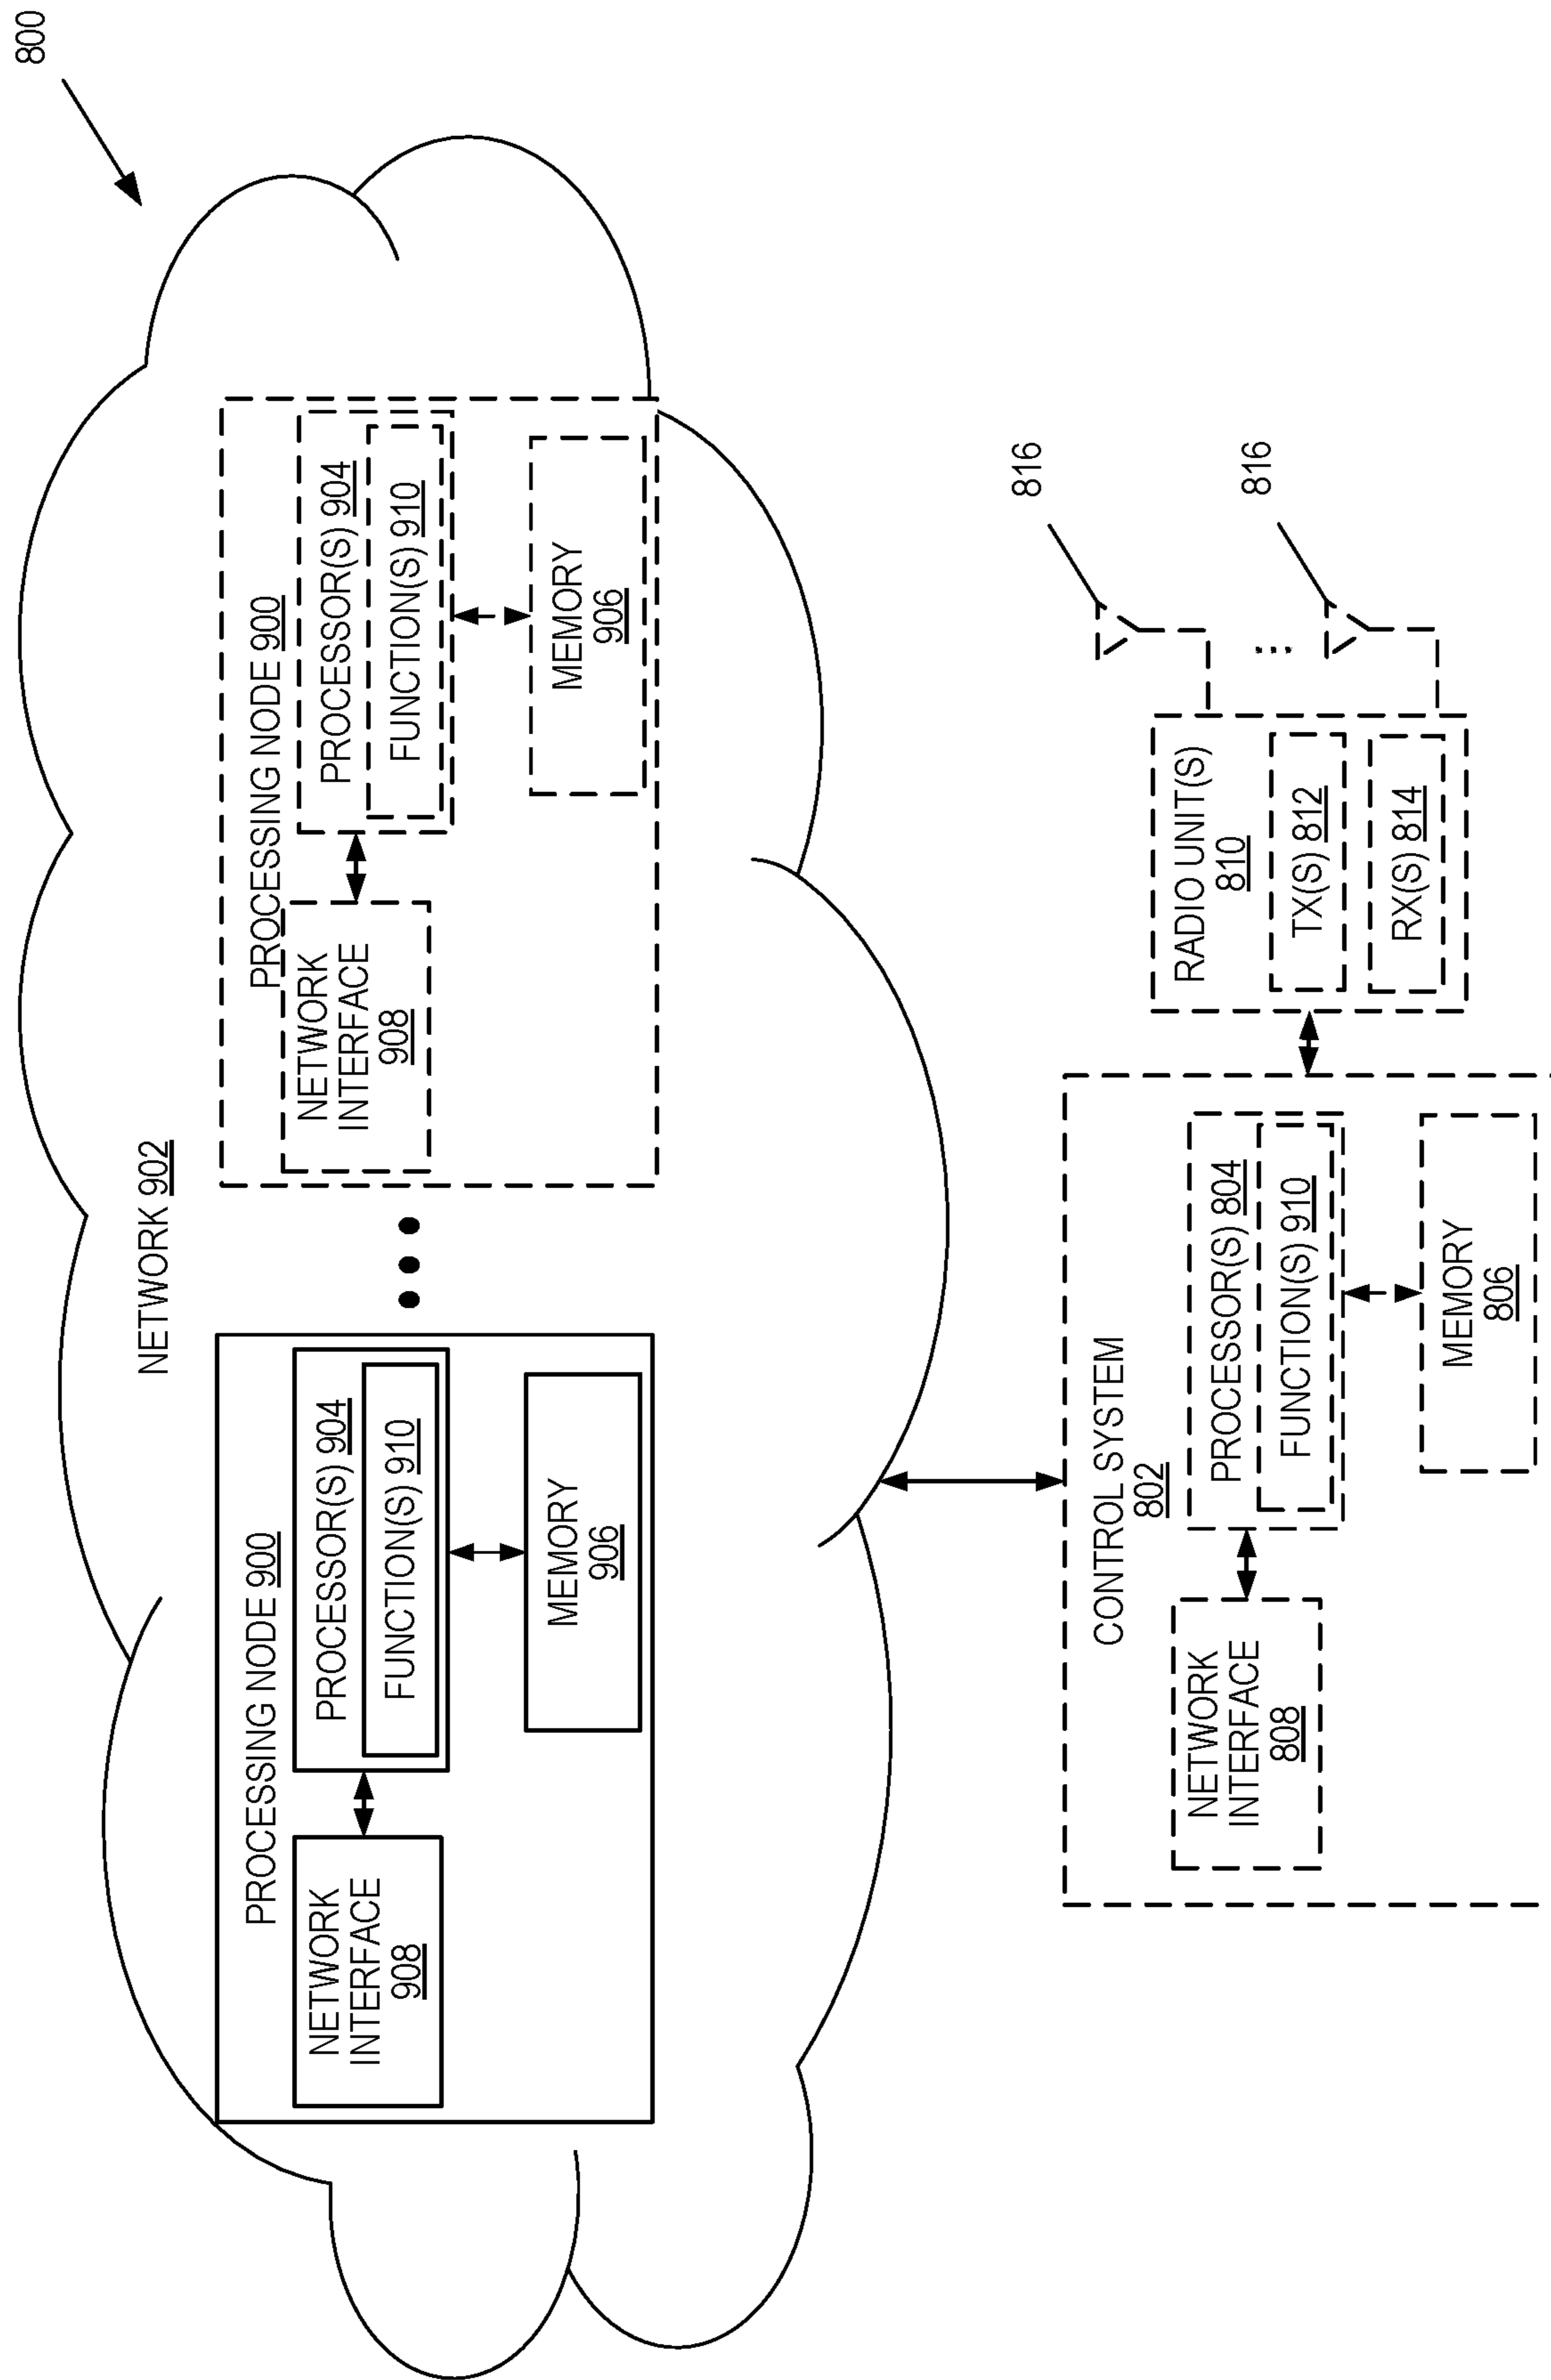 800
NETWORK 902
PROCESSING NODE 900
NETWORK
INTERFACE
908
PROCESSOR(S) 904
FUNCTION(S) 910
MEMORY
906
PROCESSING NODE 900
NETWORK
INTERFACE
908
PROCESSOR(S) 904
FUNCTION(S) 910
MEMORY
906
CONTROL SYSTEM
802
NETWORK
INTERFACE
808
PROCESSOR(S) 804
FUNCTION(S) 910
MEMORY
806
RADIO UNIT(S)
810
TX(S) 812
RX(S) 814
816
816